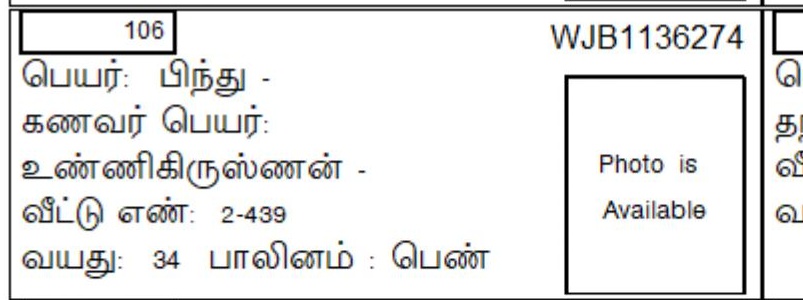 106 WJB1136274
பெயர்: பிந்து -
கணவர் பெயர்:
உண்ணிகிருஸ்ணன் -
வீட்டு எண்: 2-439
வயது: 34 பாலினம் : பெண்
Photo is
Available